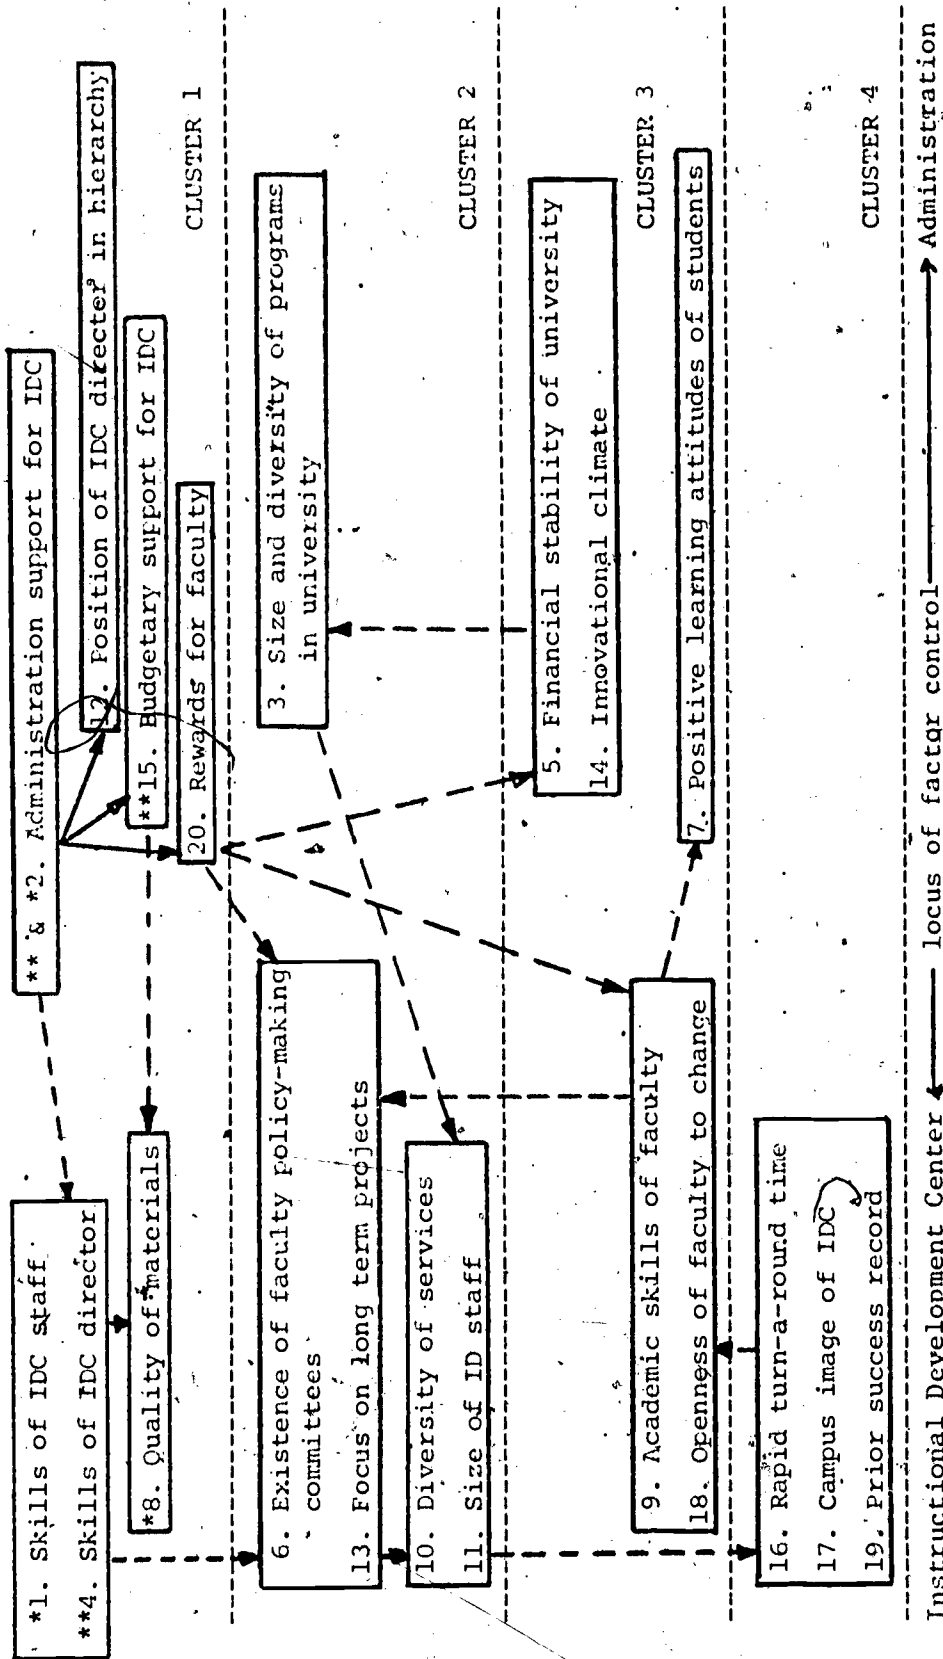 *1. Skills of IDC staff
**4. Skills of IDC director
** & *2. Administration support for IDC
12. Position of IDC director in hierarchy
**15. Budgetary support for IDC
*8. Quality of materials
20. Rewards for faculty
CLUSTER 1
6. Existence of faculty policy-making
committees
13. Focus on long term projects
3. Size and diversity of programs
in university
10. Diversity of services
11. Size of ID staff
CLUSTER 2
5. Financial stability of university
14. Innovational climate
9. Academic skills of faculty
18. Openness of faculty to change
CLUSTER 3
7. Positive learning attitudes of students
16. Rapid turn-a-round time
17. Campus image of IDC
19. Prior success record
CLUSTER 4
Instructional Development Center locus of factor control Administration